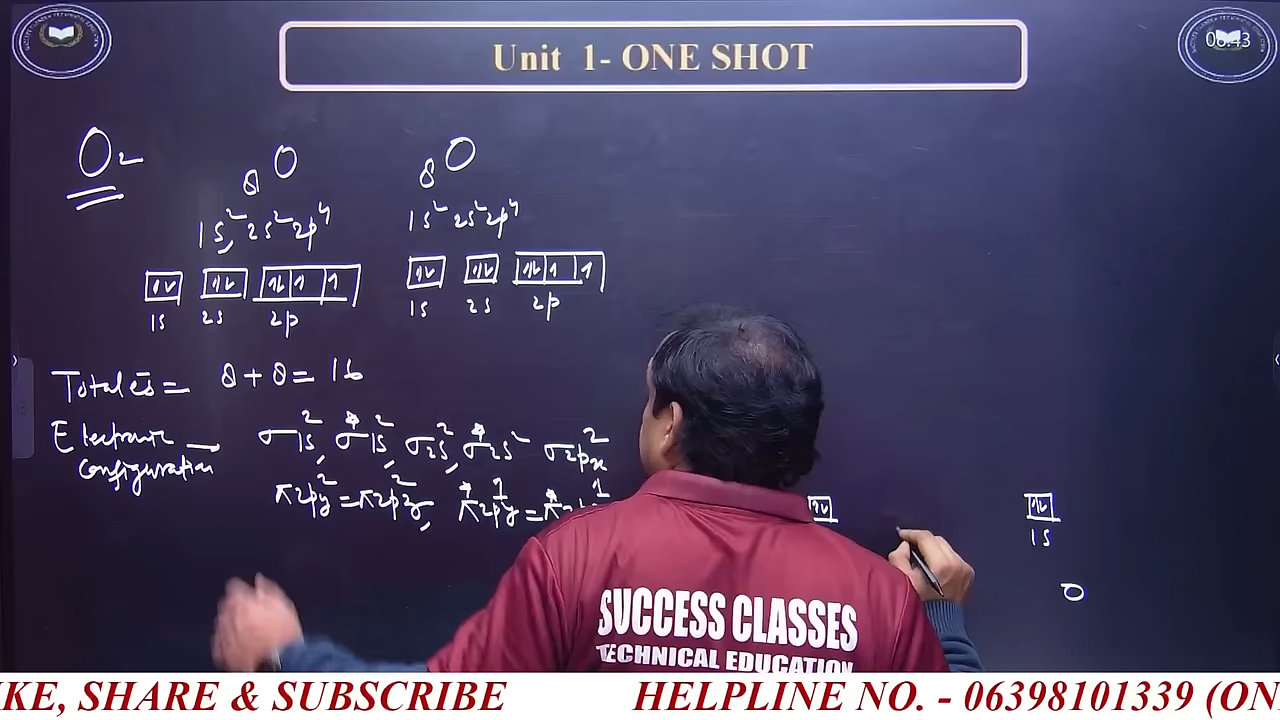 Unit 1- ONE SHOT
06:43
O₂
₈O ₈O
1s², 2s² 2p⁴ 1s² 2s² 2p⁴
⥮ ⥮ ⥮ ↿ ↿ ⥮ ⥮ ⥮ ↿ ↿
1s 2s 2p 1s 2s 2p
Total es̄ = 8 + 8 = 16
Electronic → σ1s², σ*1s², σ2s², σ*2s² σ2pₓ²
configuration π2py² = π2pz², π*2py¹ =
⥮ ⥮
1s
O
SUCCESS CLASSES
TECHNICAL EDUCATION
IKE, SHARE & SUBSCRIBE HELPLINE NO. - 06398101339 (ON